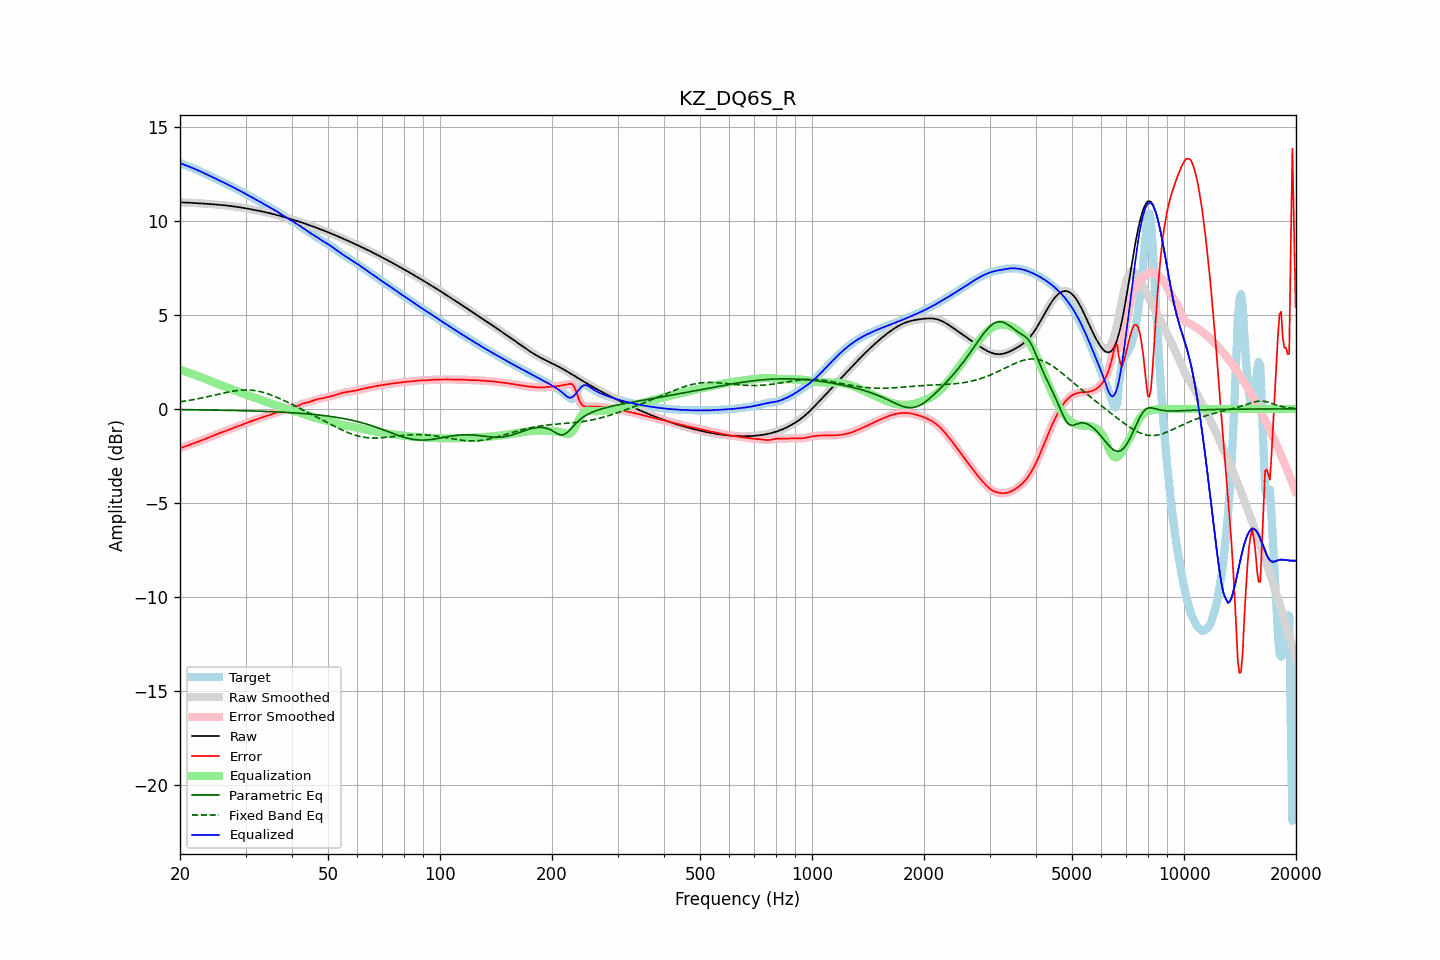 KZ_DQ6S_R
Amplitude (dBr)
15
10
5
0
−5
−10
−15
−20
Target
Raw Smoothed
Error Smoothed
Raw
Error
Equalization
Parametric Eq
Fixed Band Eq
Equalized
20
50
100
200
500
1000
2000
5000
10000
20000
Frequency (Hz)